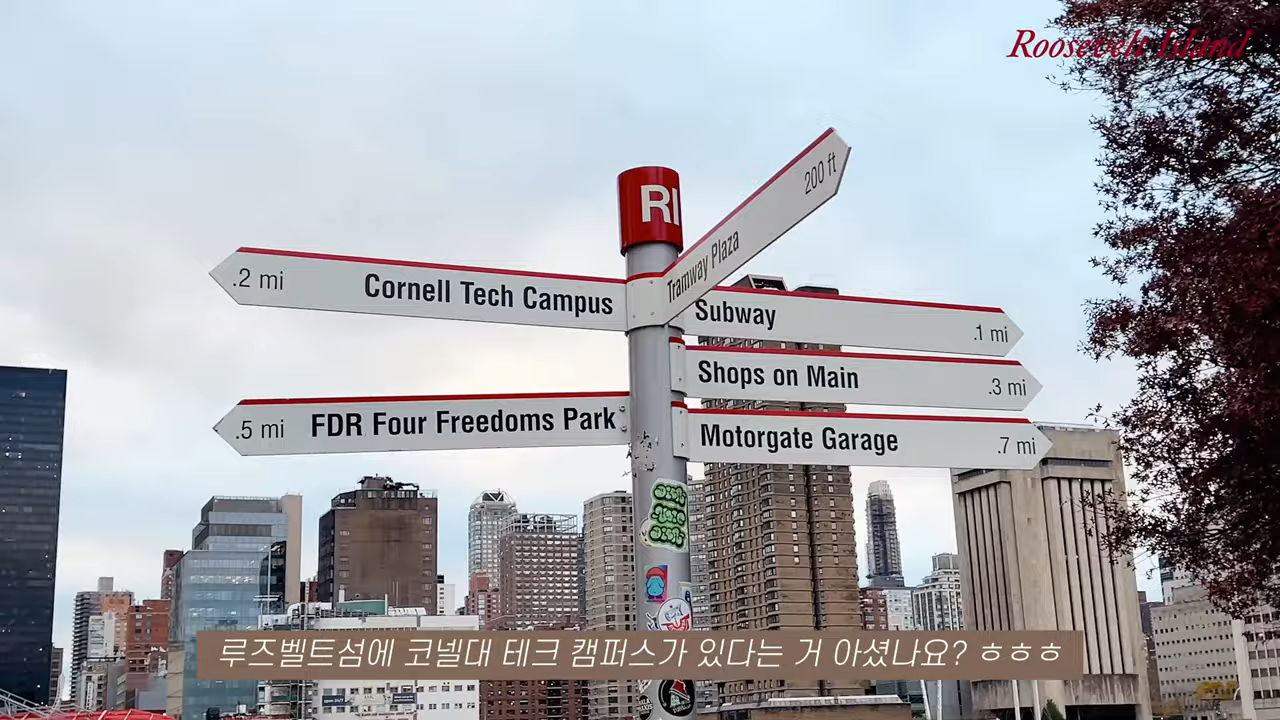 Roosevelt Island
RI
200 ft
Tramway Plaza
.2 mi Cornell Tech Campus
Subway .1 mi
Shops on Main .3 mi
.5 mi FDR Four Freedoms Park
Motorgate Garage .7 mi
루즈벨트섬에 코넬대 테크 캠퍼스가 있다는 거 아셨나요? ㅎㅎㅎ